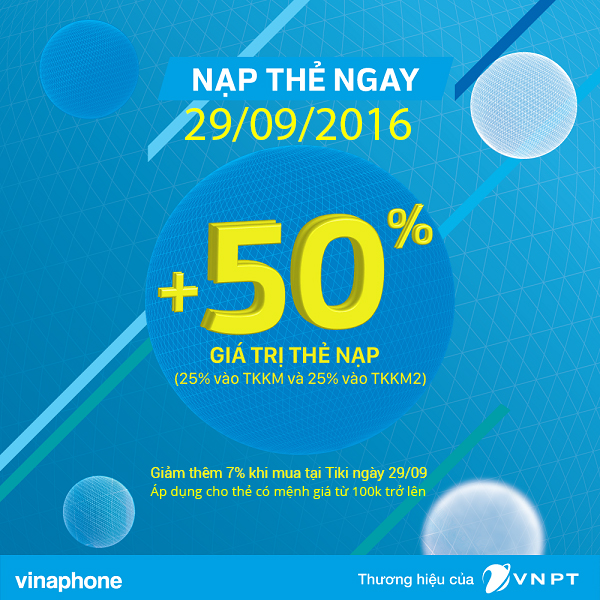 NẠP THẺ NGAY
29/09/2016
+50%
GIÁ TRỊ THẺ NẠP
(25% vào TKKM và 25% vào TKKM2)
Giảm thêm 7% khi mua tại Tiki ngày 29/09
Áp dụng cho thẻ có mệnh giá từ 100k trở lên
vinaphone
Thương hiệu của VNPT